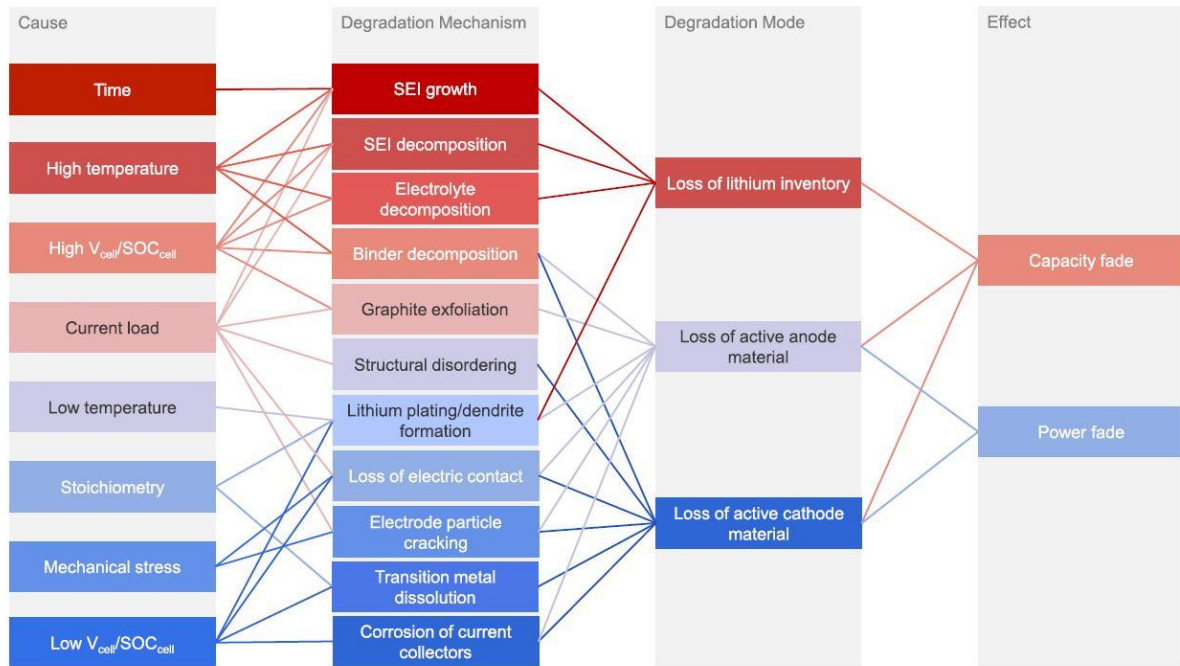 Cause
Degradation Mechanism
Degradation Mode
Effect
Time
High temperature
High Vcell/SOCcell
Current load
Low temperature
Stoichiometry
Mechanical stress
Low Vcell/SOCcell
SEI growth
SEI decomposition
Electrolyte
decomposition
Binder decomposition
Graphite exfoliation
Structural disordering
Lithium plating/dendrite
formation
Loss of electric contact
Electrode particle
cracking
Transition metal
dissolution
Corrosion of current
collectors
Loss of lithium inventory
Loss of active anode
material
Loss of active cathode
material
Capacity fade
Power fade